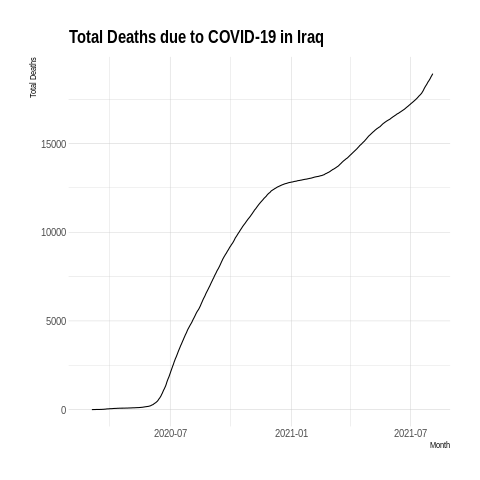 Total Deaths due to COVID-19 in Iraq
Total Deaths
15000
10000
5000
0
2020-07 2021-01 2021-07
Month